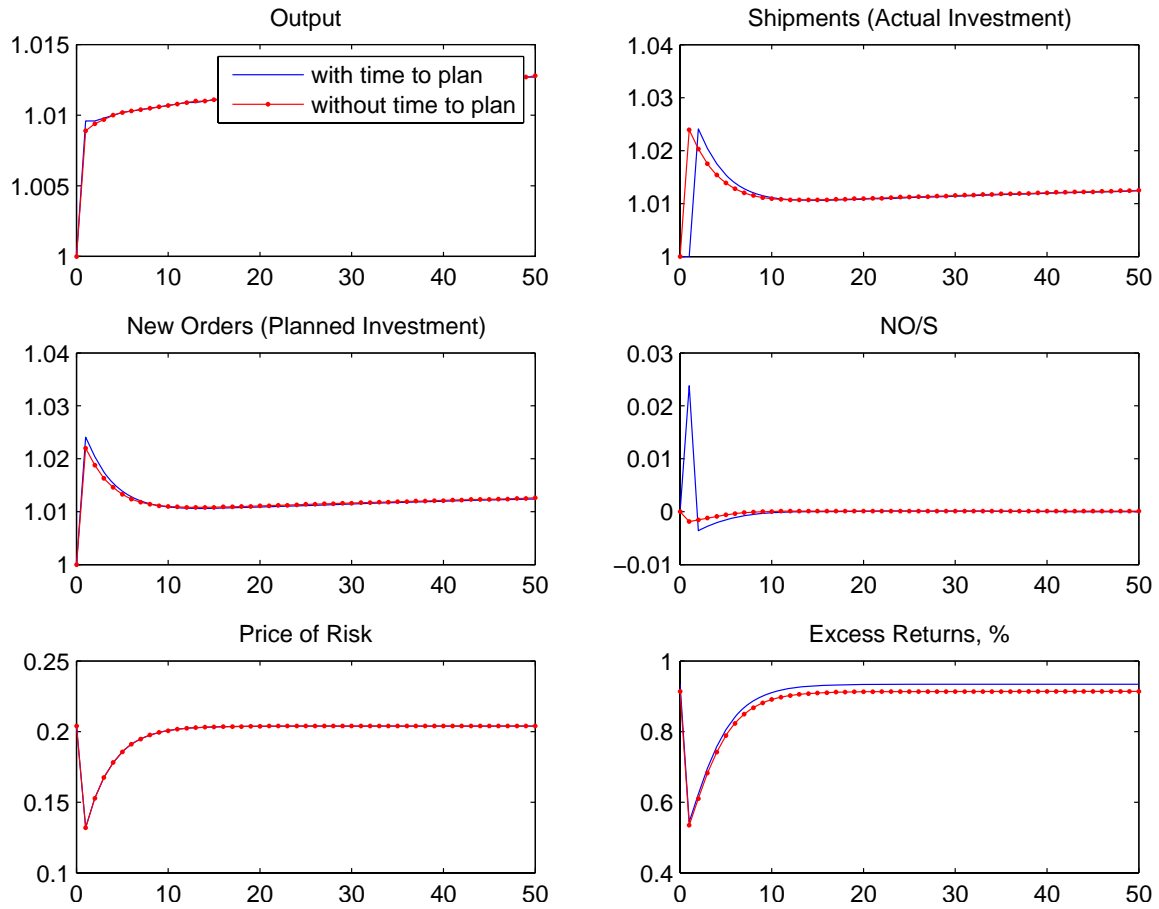 Output
1.015
1.01
1.005
1
with time to plan
without time to plan
0 10 20 30 40 50
Shipments (Actual Investment)
1.04
1.03
1.02
1.01
1
0 10 20 30 40 50
New Orders (Planned Investment)
1.04
1.03
1.02
1.01
1
0 10 20 30 40 50
NO/S
0.03
0.02
0.01
0
−0.01
0 10 20 30 40 50
Price of Risk
0.25
0.2
0.15
0.1
0 10 20 30 40 50
Excess Returns, %
1
0.8
0.6
0.4
0 10 20 30 40 50